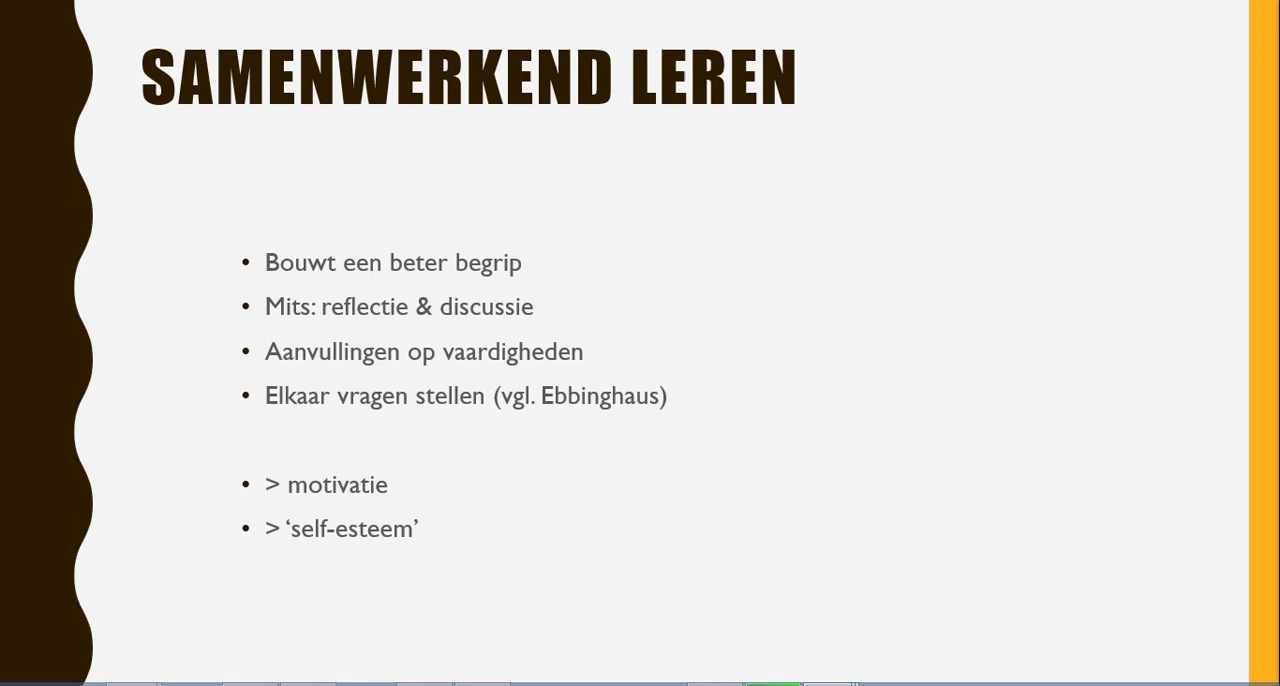 SAMENWERKEND LEREN
• Bouwt een beter begrip
• Mits: reflectie & discussie
• Aanvullingen op vaardigheden
• Elkaar vragen stellen (vgl. Ebbinghaus)
• > motivatie
• > ‘self-esteem’